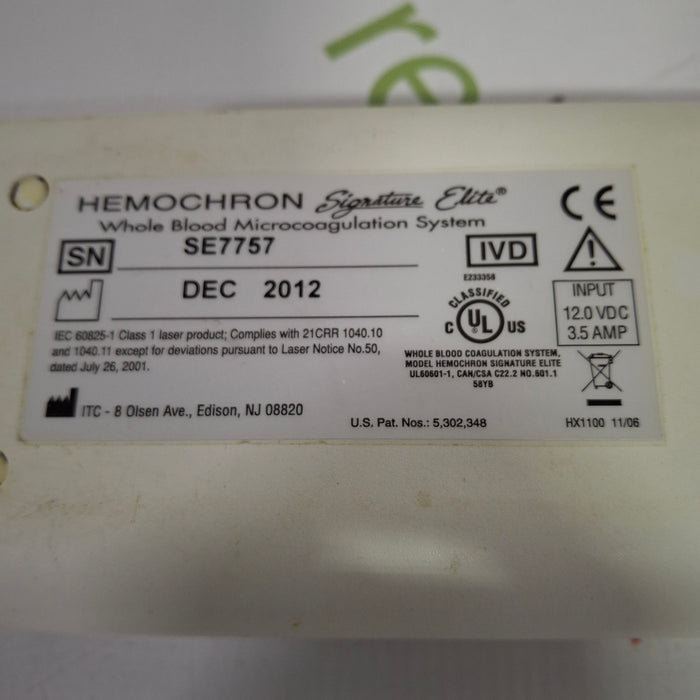 re
HEMOCHRON Signature Elite®
Whole Blood Microcoagulation System
CE
SN SE7757
IVD
DEC 2012
E233358
CLASSIFIED
C UL US
INPUT
12.0 VDC
3.5 AMP
IEC 60825-1 Class 1 laser product; Complies with 21CRR 1040.10
and 1040.11 except for deviations pursuant to Laser Notice No.50,
dated July 26, 2001.
WHOLE BLOOD COAGULATION SYSTEM,
MODEL HEMOCHRON SIGNATURE ELITE
UL60601-1, CAN/CSA C22.2 NO.601.1
58YB
ITC - 8 Olsen Ave., Edison, NJ 08820
U.S. Pat. Nos.: 5,302,348
HX1100 11/06